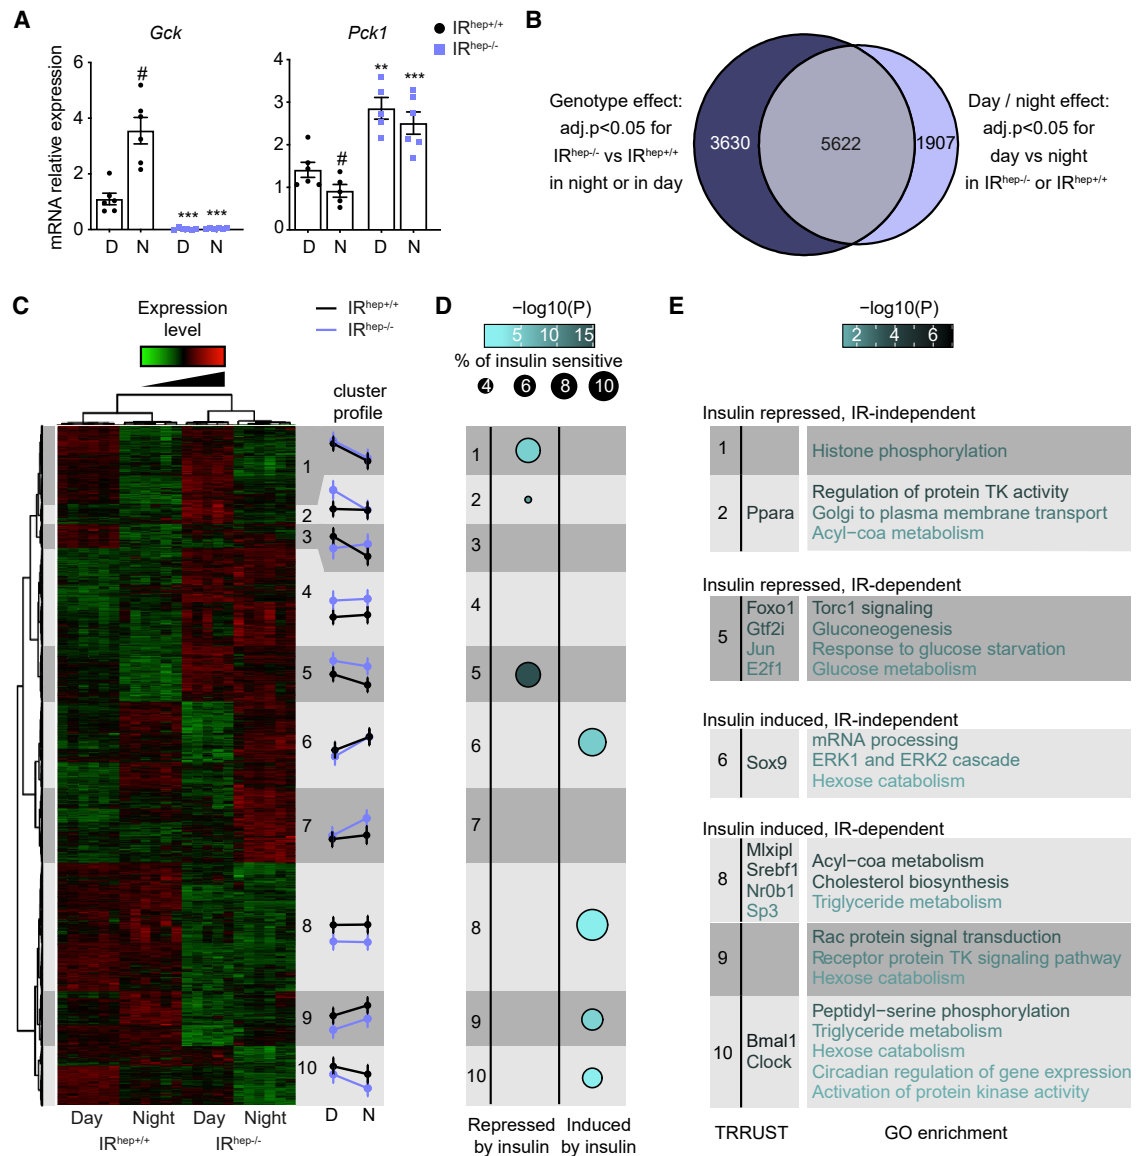 A
Gck
Pck1
IRhep+/+
IRhep-/-
mRNA relative expression
6
4
2
0
#
***
***
D
N
D
N
4
3
2
1
0
#
**
***
D
N
D
N
B
Genotype effect:
adj.p<0.05 for
IRhep-/- vs IRhep+/+
in night or in day
3630
5622
1907
Day / night effect:
adj.p<0.05 for
day vs night
in IRhep-/- or IRhep+/+
C
Expression
level
IRhep+/+
IRhep-/-
cluster
profile
1
2
3
4
5
6
7
8
9
10
Day
Night
Day
Night
D
N
IRhep+/+
IRhep-/-
D
−log10(P)
5 10 15
% of insulin sensitive
4
6
8
10
1
2
3
4
5
6
7
8
9
10
Repressed
by insulin
Induced
by insulin
E
−log10(P)
2 4 6
Insulin repressed, IR-independent
1
Histone phosphorylation
2
Ppara
Regulation of protein TK activity
Golgi to plasma membrane transport
Acyl−coa metabolism
Insulin repressed, IR-dependent
5
Foxo1
Gtf2i
Jun
E2f1
Torc1 signaling
Gluconeogenesis
Response to glucose starvation
Glucose metabolism
Insulin induced, IR-independent
6
Sox9
mRNA processing
ERK1 and ERK2 cascade
Hexose catabolism
Insulin induced, IR-dependent
8
Mlxipl
Srebf1
Nr0b1
Sp3
Acyl−coa metabolism
Cholesterol biosynthesis
Triglyceride metabolism
9
Rac protein signal transduction
Receptor protein TK signaling pathway
Hexose catabolism
10
Bmal1
Clock
Peptidyl−serine phosphorylation
Triglyceride metabolism
Hexose catabolism
Circadian regulation of gene expression
Activation of protein kinase activity
TRRUST
GO enrichment